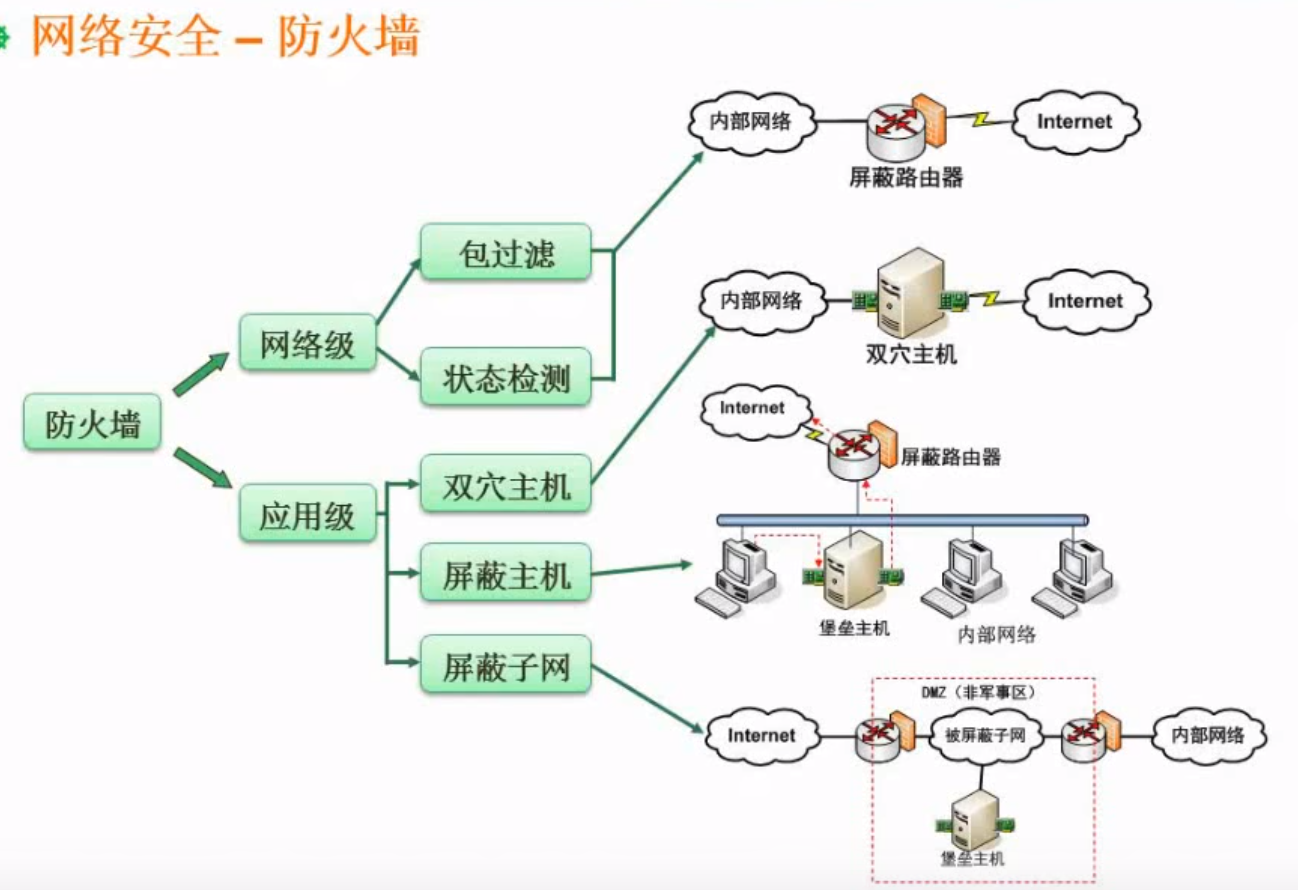 网络安全 – 防火墙
内部网络
Internet
屏蔽路由器
包过滤
内部网络
Internet
网络级
双穴主机
状态检测
Internet
防火墙
屏蔽路由器
双穴主机
应用级
屏蔽主机
堡垒主机
内部网络
屏蔽子网
DMZ（非军事区）
Internet
被屏蔽子网
内部网络
堡垒主机